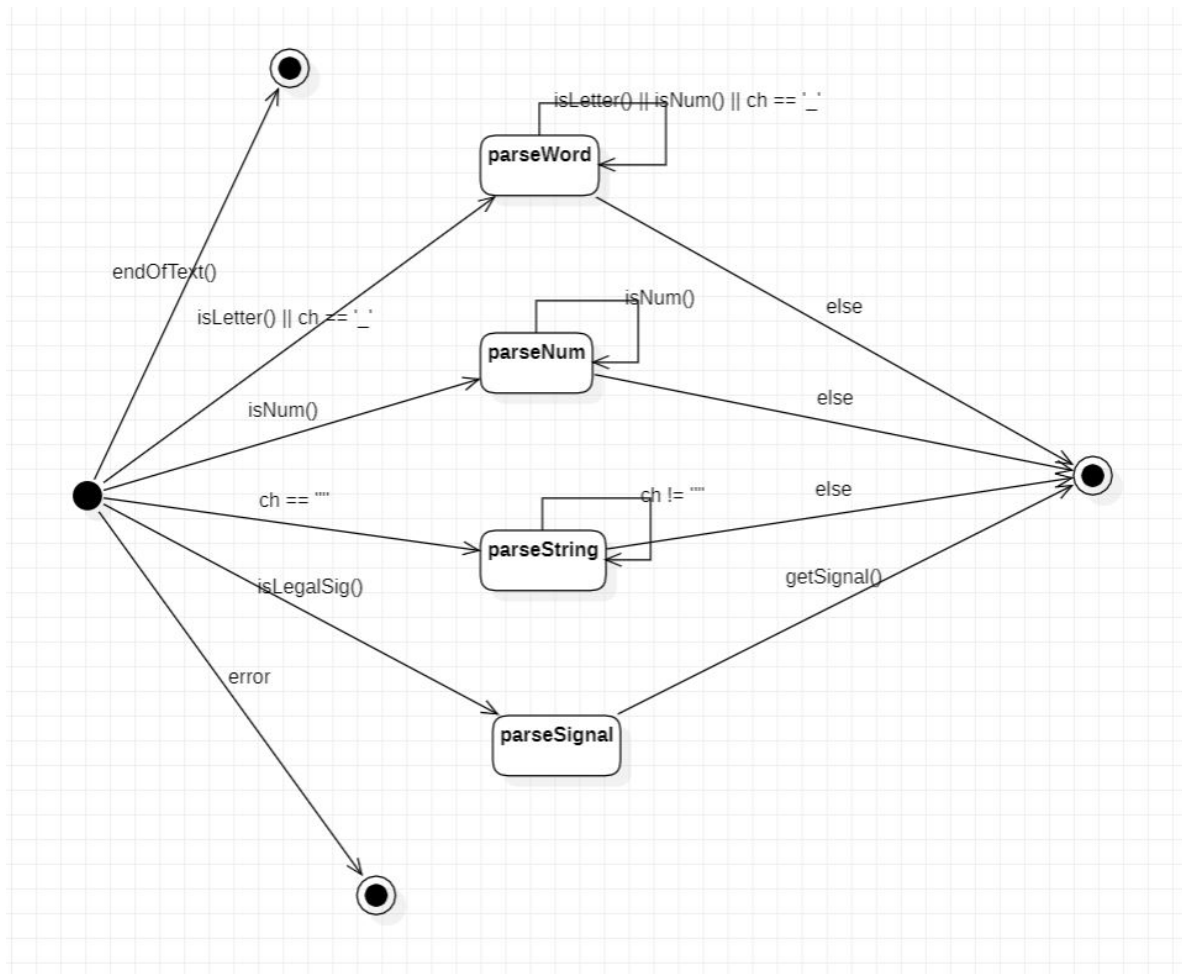 isLetter() || isNum() || ch == '_'
parseWord
endOfText()
isLetter() || ch == '_'
isNum()
else
parseNum
else
isNum()
ch == '"'
ch != '"'
else
parseString
isLegalSig()
getSignal()
error
parseSignal